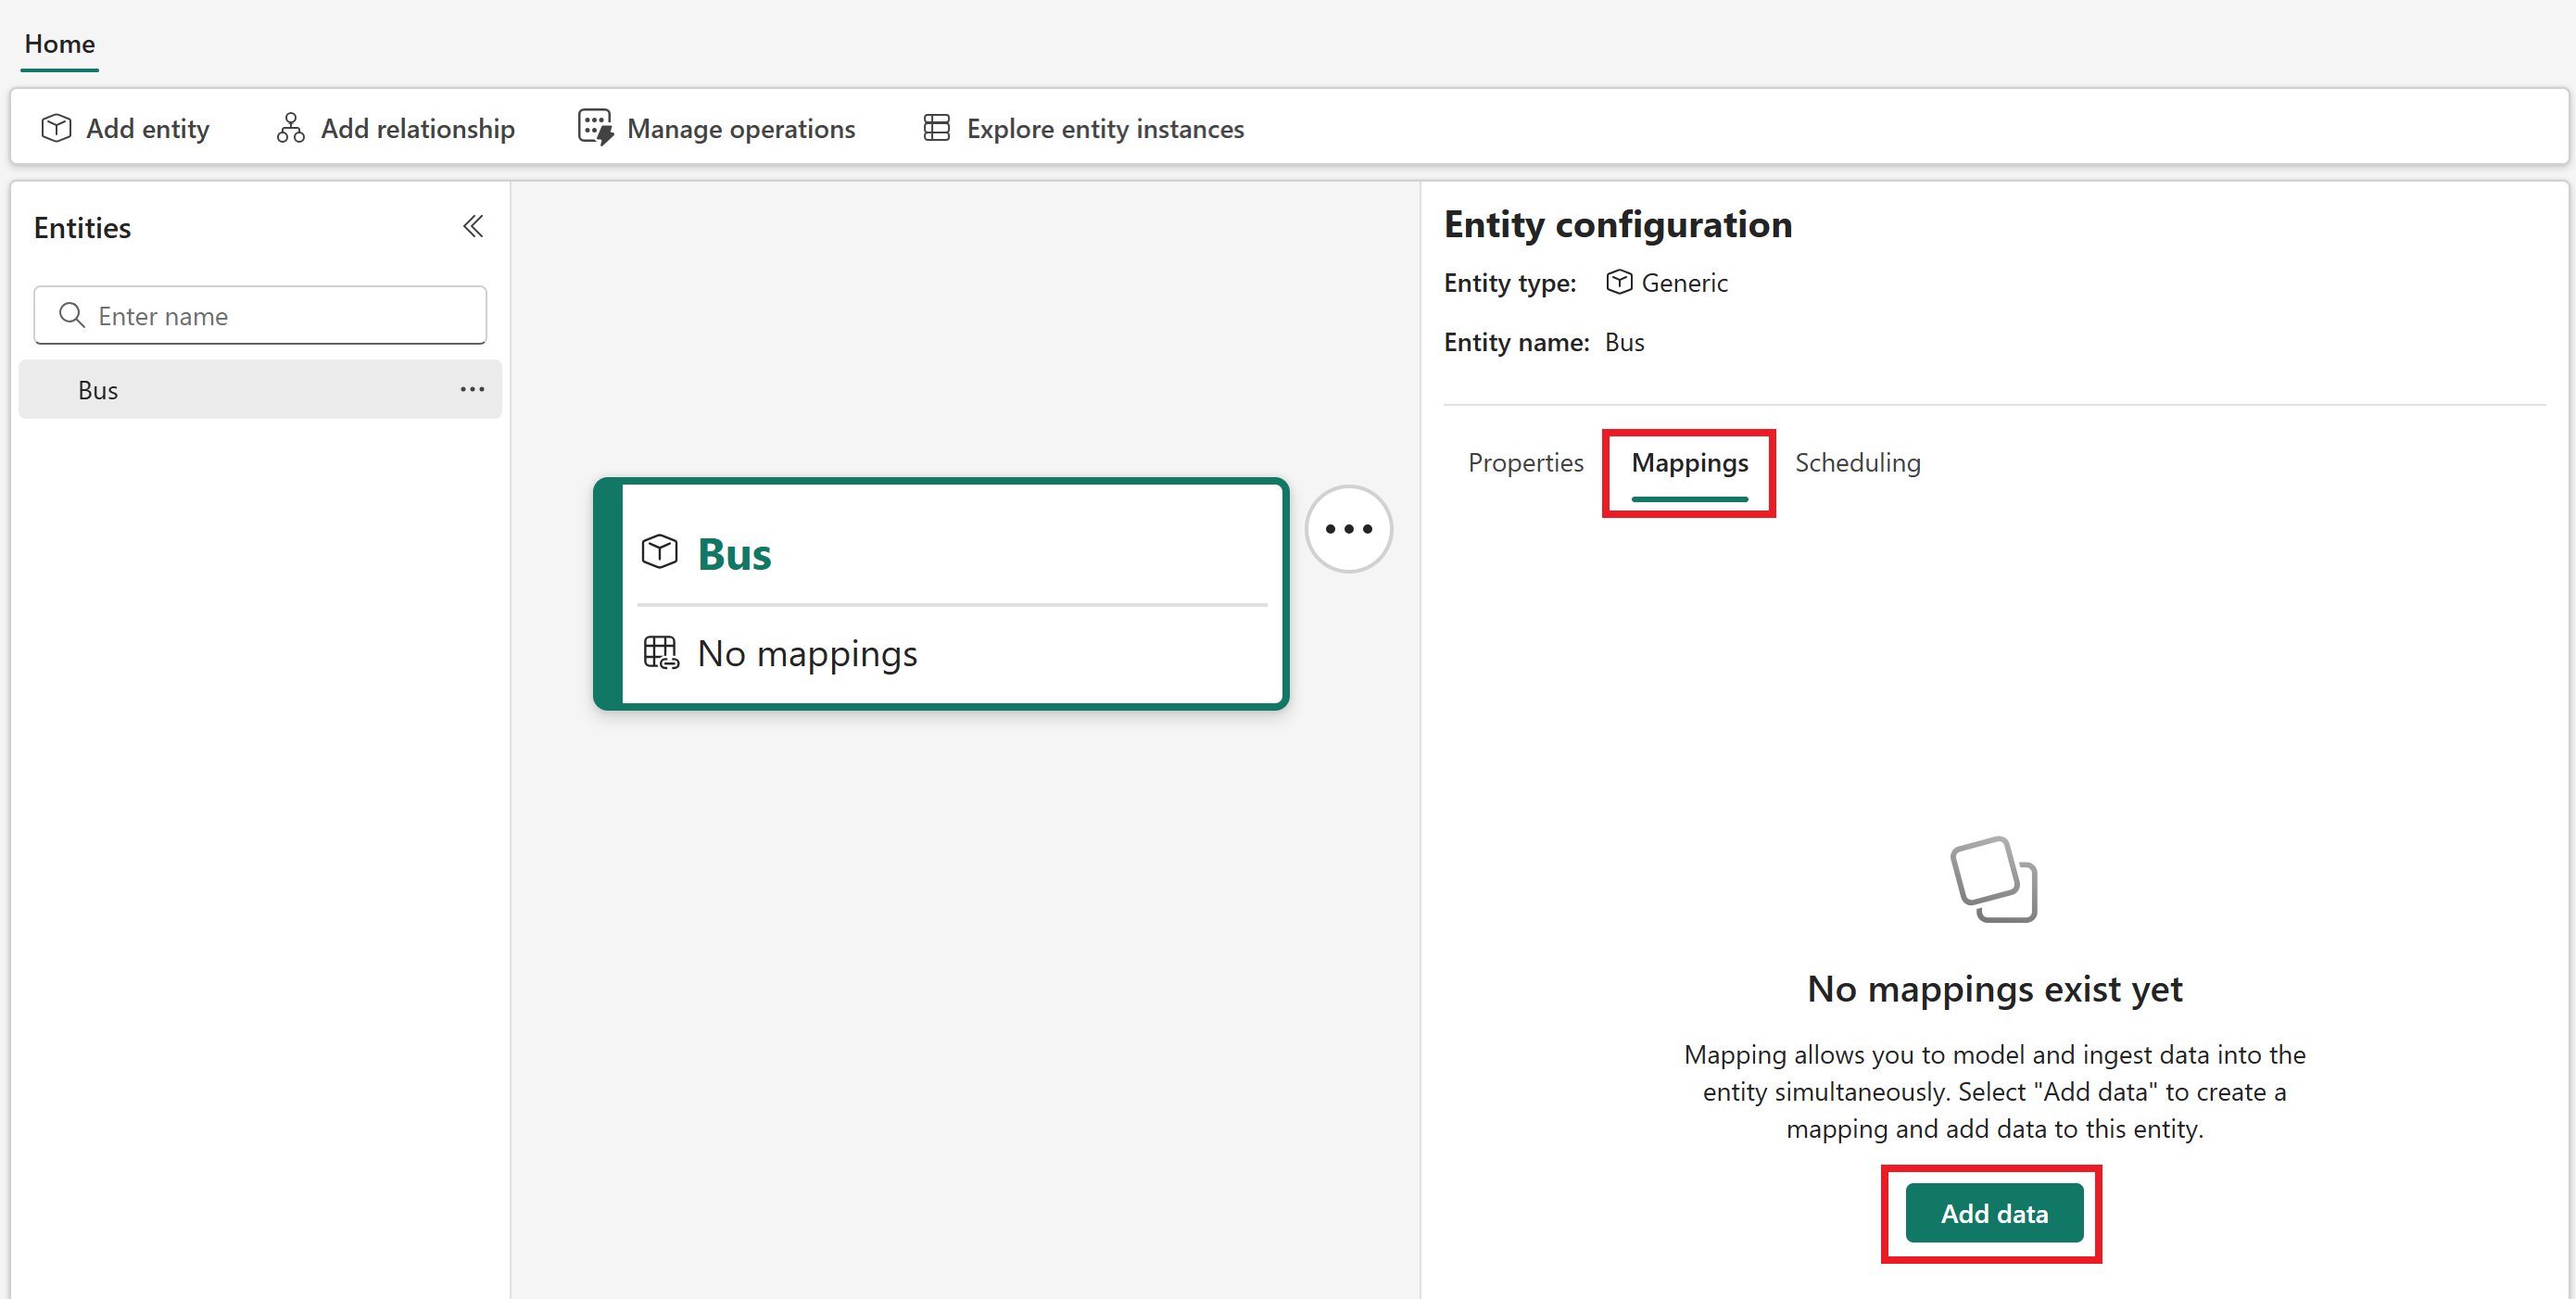 Home
Add entity
Add relationship
Manage operations
Explore entity instances
Entities
Enter name
Bus
Bus
No mappings
Entity configuration
Entity type: Generic
Entity name: Bus
Properties
Mappings
Scheduling
No mappings exist yet
Mapping allows you to model and ingest data into the
entity simultaneously. Select "Add data" to create a
mapping and add data to this entity.
Add data